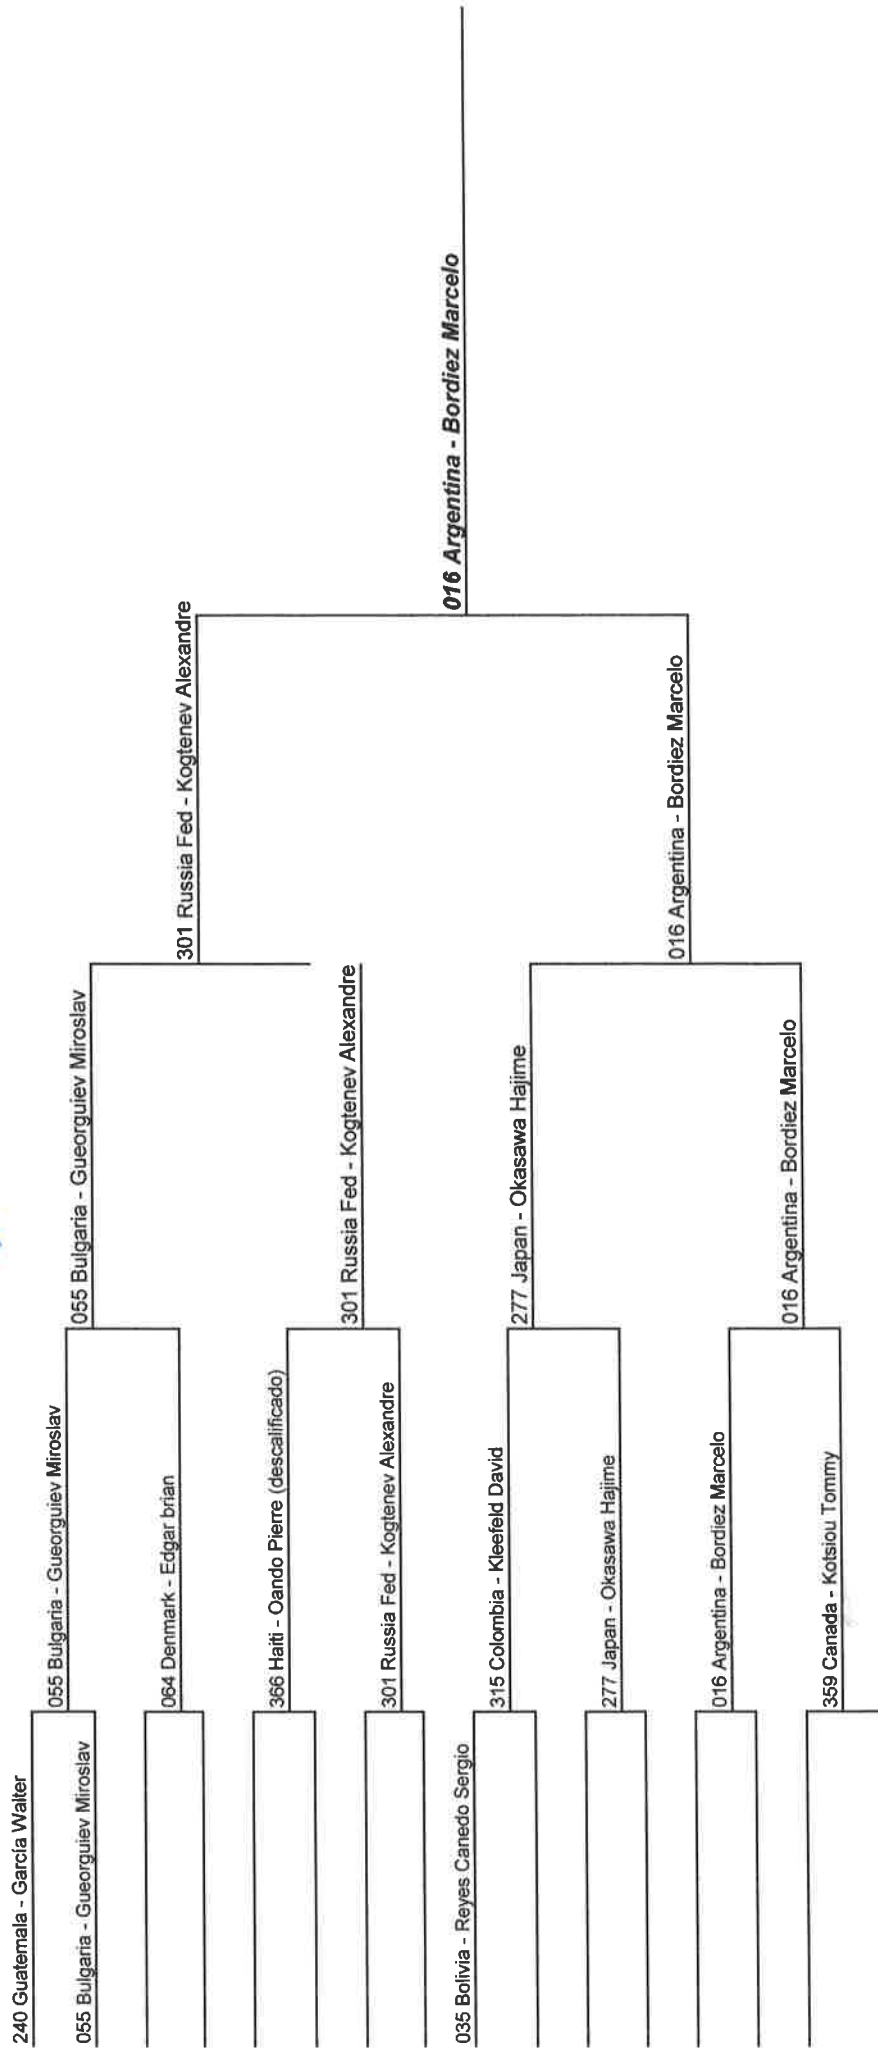 240 Guatemala - García Walter
055 Bulgaria - Gueorguiev Miroslav
035 Bolivia - Reyes Canedo Sergio
055 Bulgaria - Gueorguiev Miroslav
064 Denmark - Edgar brian
366 Haiti - Oando Pierre (descalificado)
301 Russia Fed - Kogtenev Alexandre
315 Colombia - Kleefeld David
277 Japan - Okasawa Hajime
016 Argentina - Bordiez Marcelo
359 Canada - Kotsiou Tommy
055 Bulgaria - Gueorguiev Miroslav
301 Russia Fed - Kogtenev Alexandre
277 Japan - Okasawa Hajime
016 Argentina - Bordiez Marcelo
301 Russia Fed - Kogtenev Alexandre
016 Argentina - Bordiez Marcelo
016 Argentina - Bordiez Marcelo